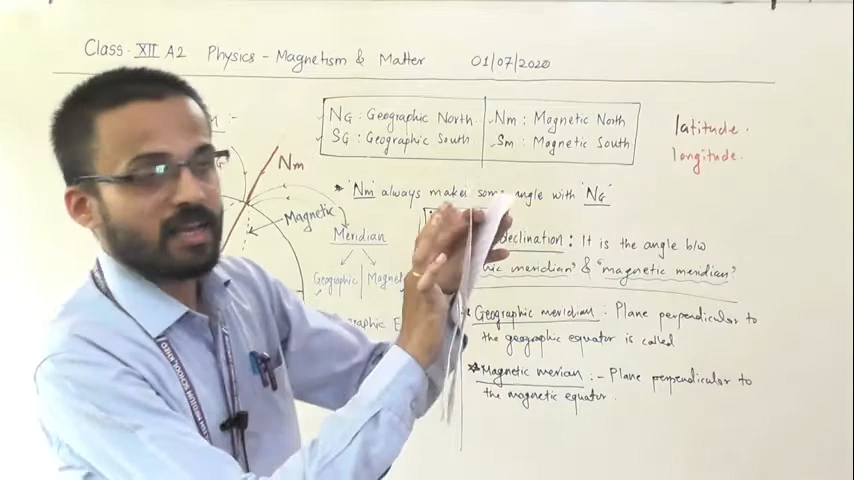 Class - XII A2 Physics - Magnetism & Matter 01/07/2020
NG : Geographic North
SG : Geographic South
Nm : Magnetic North
Sm : Magnetic South
latitude.
longitude.
Nm
"Nm" always makes some angle with "NG"
Magnetic
Meridian
Geographic
declination : It is the angle b/w
meridian" & "magnetic meridian"
Geographic meridian : Plane perpendicular to
the geographic equator is called
Magnetic merian : - Plane perpendicular to
the magnetic equator.